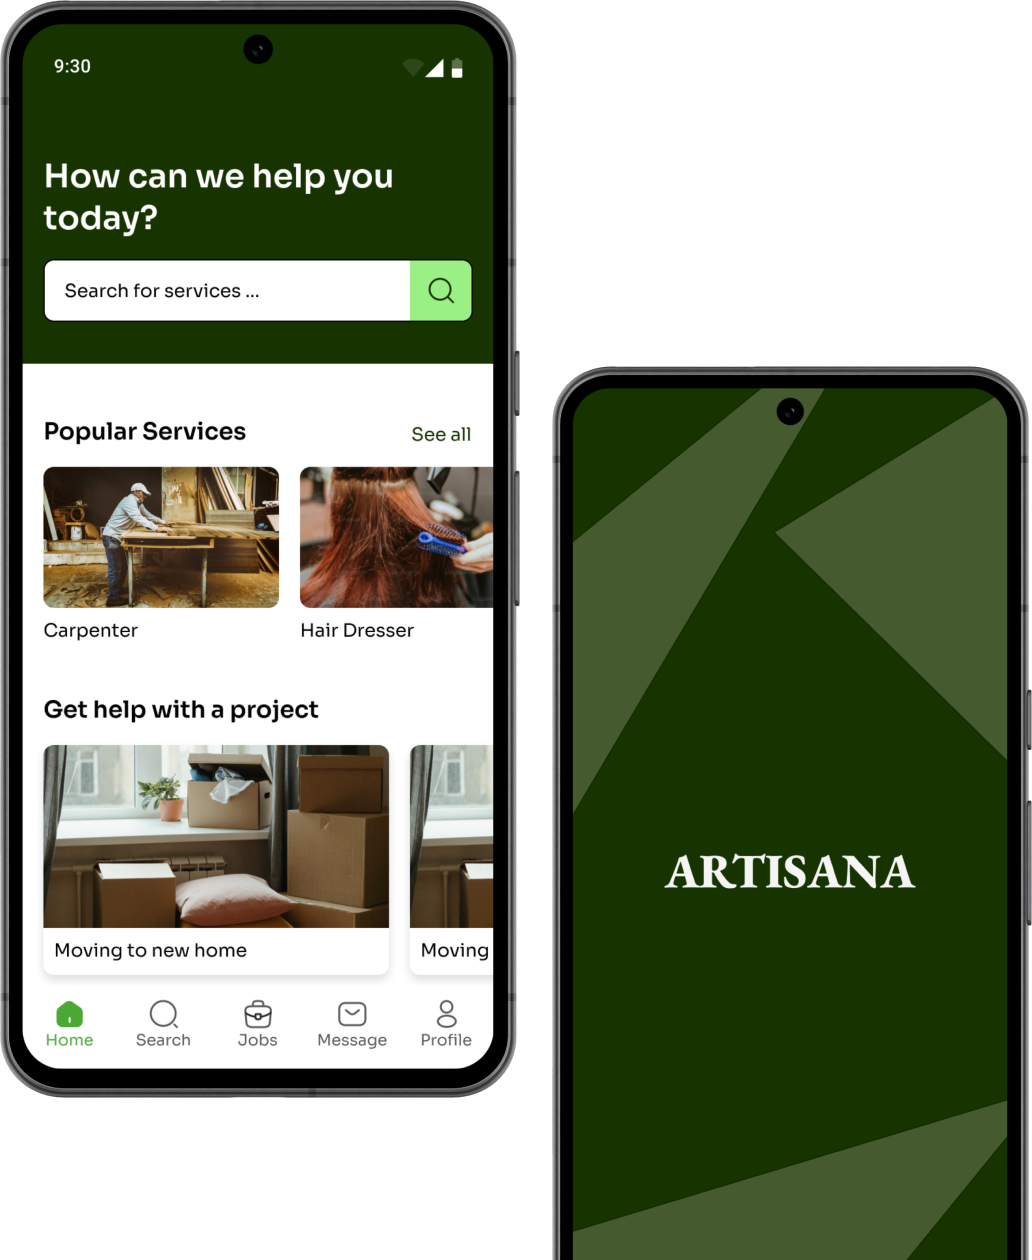 9:30
How can we help you
today?
Search for services ...
Popular Services
See all
Carpenter
Hair Dresser
Get help with a project
Moving to new home
Moving
Home
Search
Jobs
Message
Profile
ARTISANA